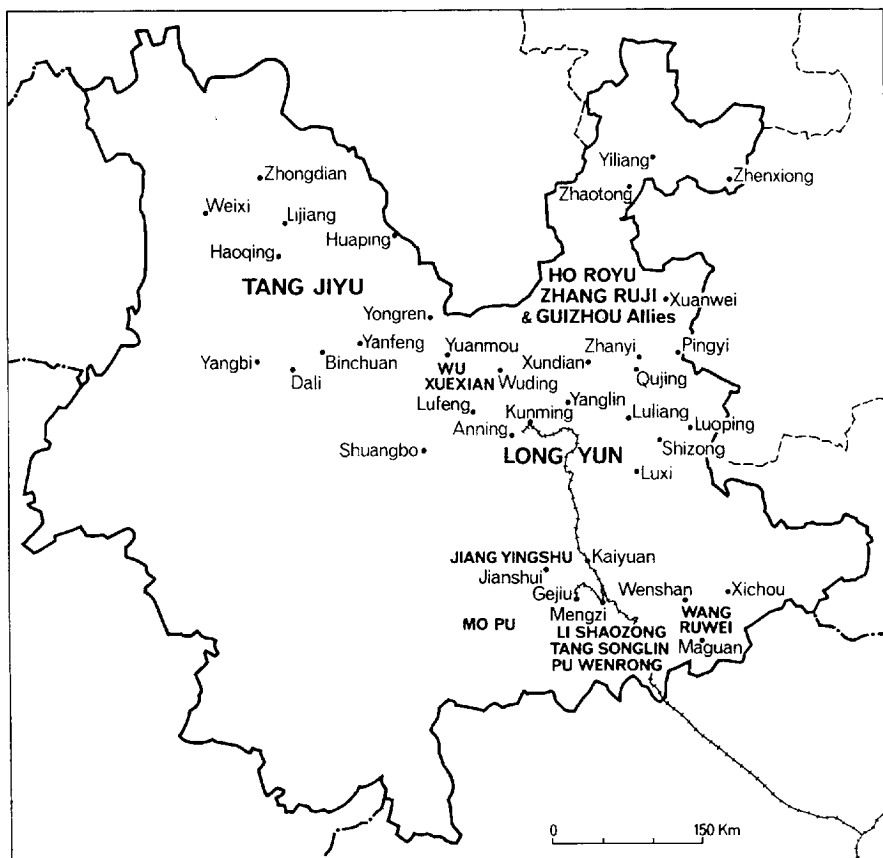 Yiliang
Zhenxiong
Zhaotong
Zhongdian
Weixi
Lijiang
Huaping
Haoqing
TANG JIYU
HO ROYU
ZHANG RUJI
& GUIZHOU Allies
Xuanwei
Yongren
Yanfeng
Yuanmou
Zhanyi
Pingyi
Yangbi
Binchuan
Xundian
Dali
WU
XUEXIAN
Wuding
Qujing
Lufeng
Yanglin
Kunming
Luliang
Luoping
Anning
Shizong
Shuangbo
LONG YUN
Luxi
JIANG YINGSHU
Kaiyuan
Jianshui
Gejiu
Wenshan
Xichou
Mengzi
MO PU
WANG
RUWEI
LI SHAOZONG
TANG SONGLIN
PU WENRONG
Maguan
0 150 Km